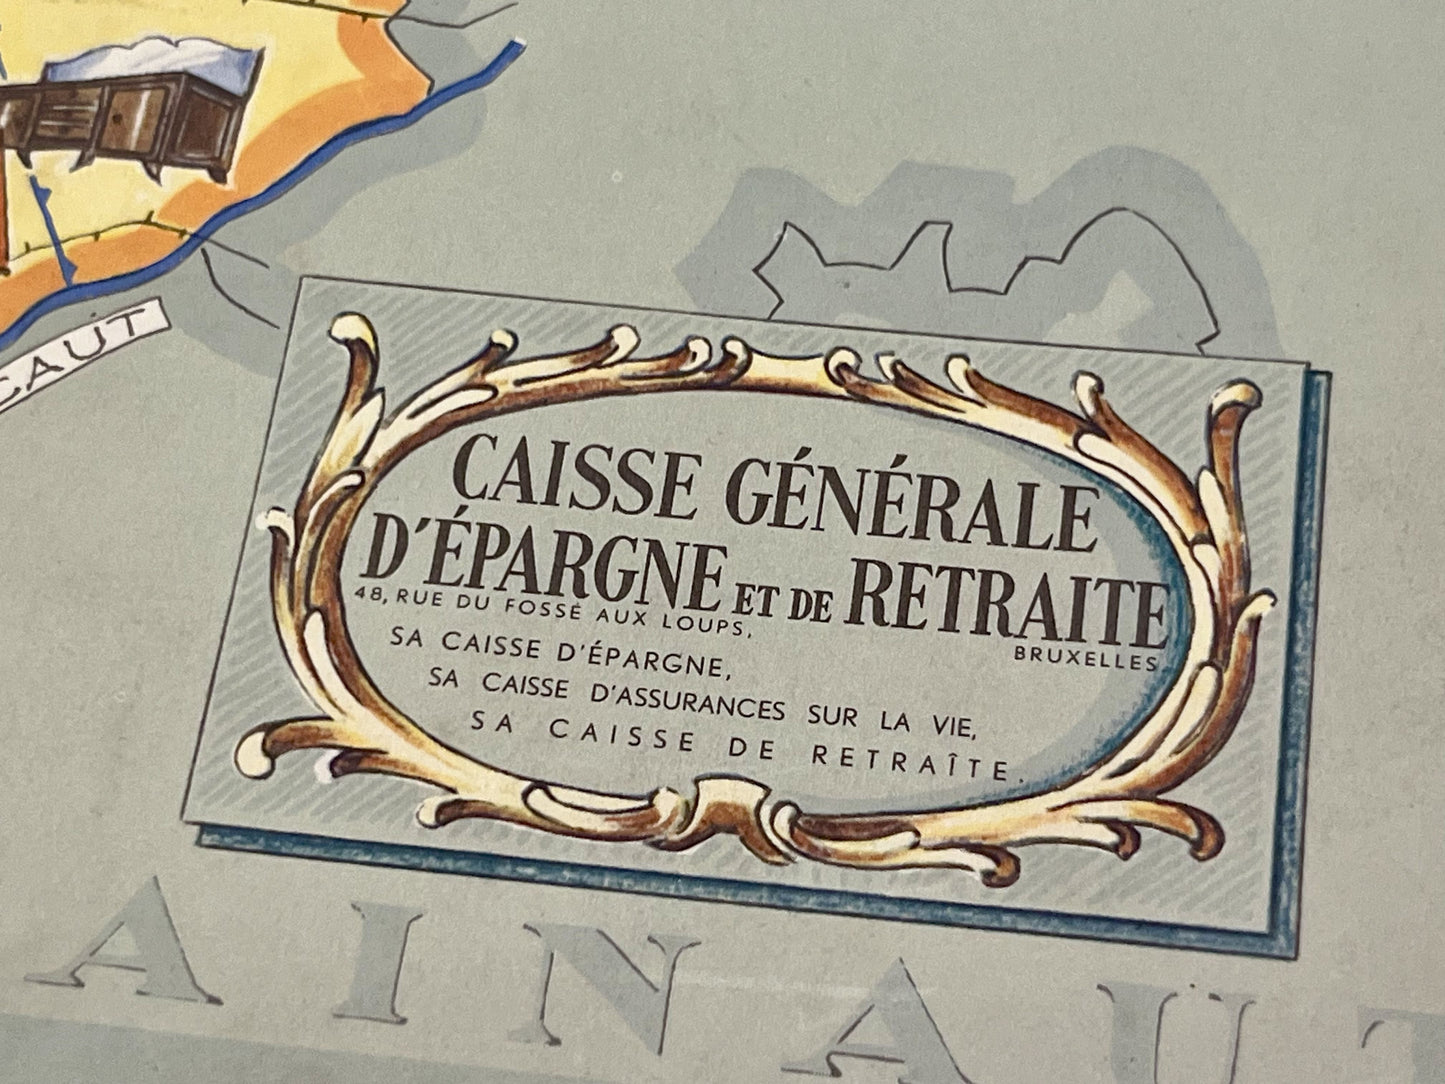 CAUT
CAISSE GÉNÉRALE
D'ÉPARGNE ET DE RETRAITE
48, RUE DU FOSSÉ AUX LOUPS,
BRUXELLES
SA CAISSE D'ÉPARGNE,
SA CAISSE D'ASSURANCES SUR LA VIE,
SA CAISSE DE RETRAÎTE.
AINAUT